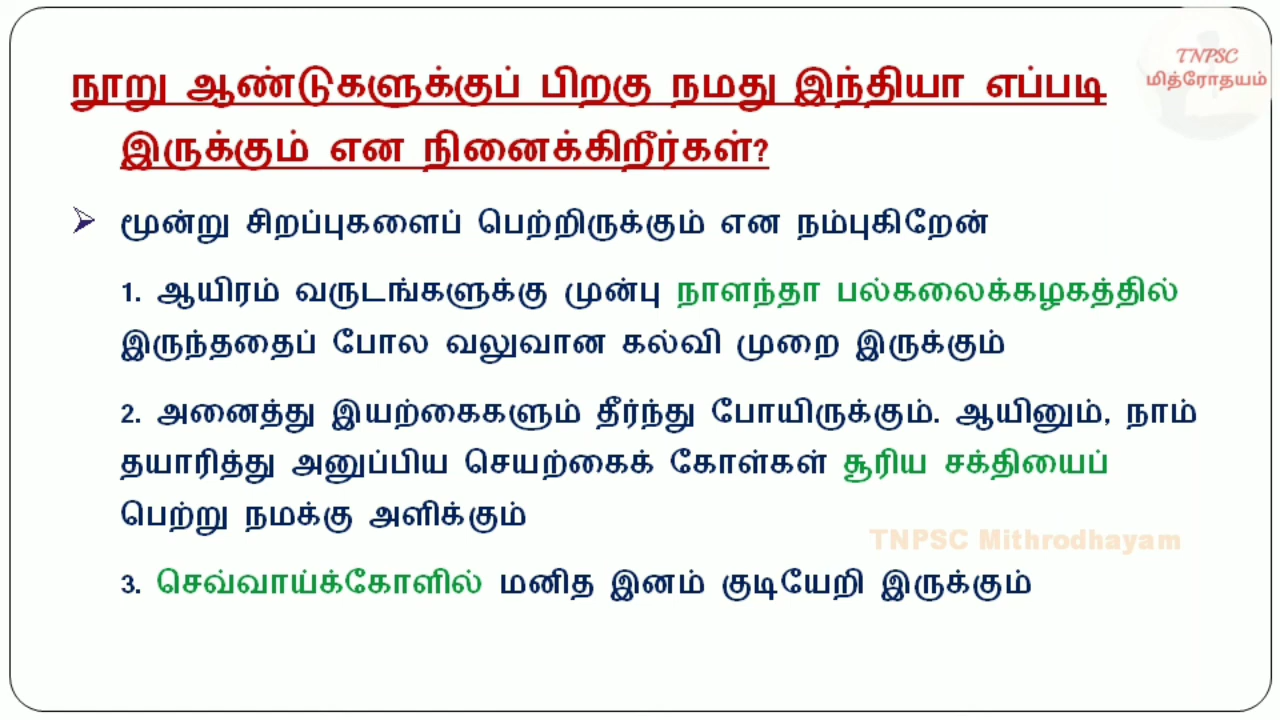 TNPSC
மித்ரோதயம்
நூறு ஆண்டுகளுக்குப் பிறகு நமது இந்தியா எப்படி
இருக்கும் என நினைக்கிறீர்கள்?
➢ மூன்று சிறப்புகளைப் பெற்றிருக்கும் என நம்புகிறேன்
1. ஆயிரம் வருடங்களுக்கு முன்பு நாளந்தா பல்கலைக்கழகத்தில்
இருந்ததைப் போல வலுவான கல்வி முறை இருக்கும்
2. அனைத்து இயற்கைகளும் தீர்ந்து போயிருக்கும். ஆயினும், நாம்
தயாரித்து அனுப்பிய செயற்கைக் கோள்கள் சூரிய சக்தியைப்
பெற்று நமக்கு அளிக்கும்
TNPSC Mithrodhayam
3. செவ்வாய்க்கோளில் மனித இனம் குடியேறி இருக்கும்